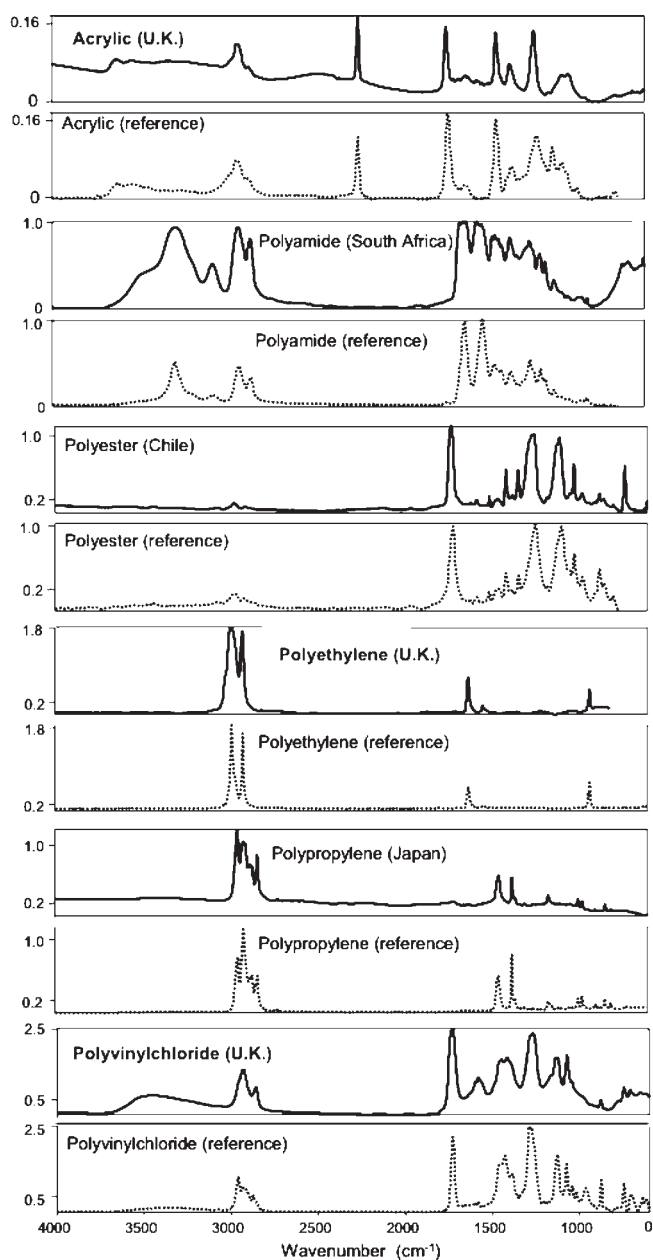 0.16
Acrylic (U.K.)
0
0.16
Acrylic (reference)
0
1.0
Polyamide (South Africa)
0
1.0
Polyamide (reference)
0
1.0
Polyester (Chile)
0.2
1.0
Polyester (reference)
0.2
1.8
Polyethylene (U.K.)
0.2
1.8
Polyethylene (reference)
0.2
1.0
Polypropylene (Japan)
0.2
1.0
Polypropylene (reference)
0.2
2.5
Polyvinylchloride (U.K.)
0.5
2.5
Polyvinylchloride (reference)
0.5
4000 3500 3000 2500 2000 1500 1000 0
Wavenumber (cm-1)